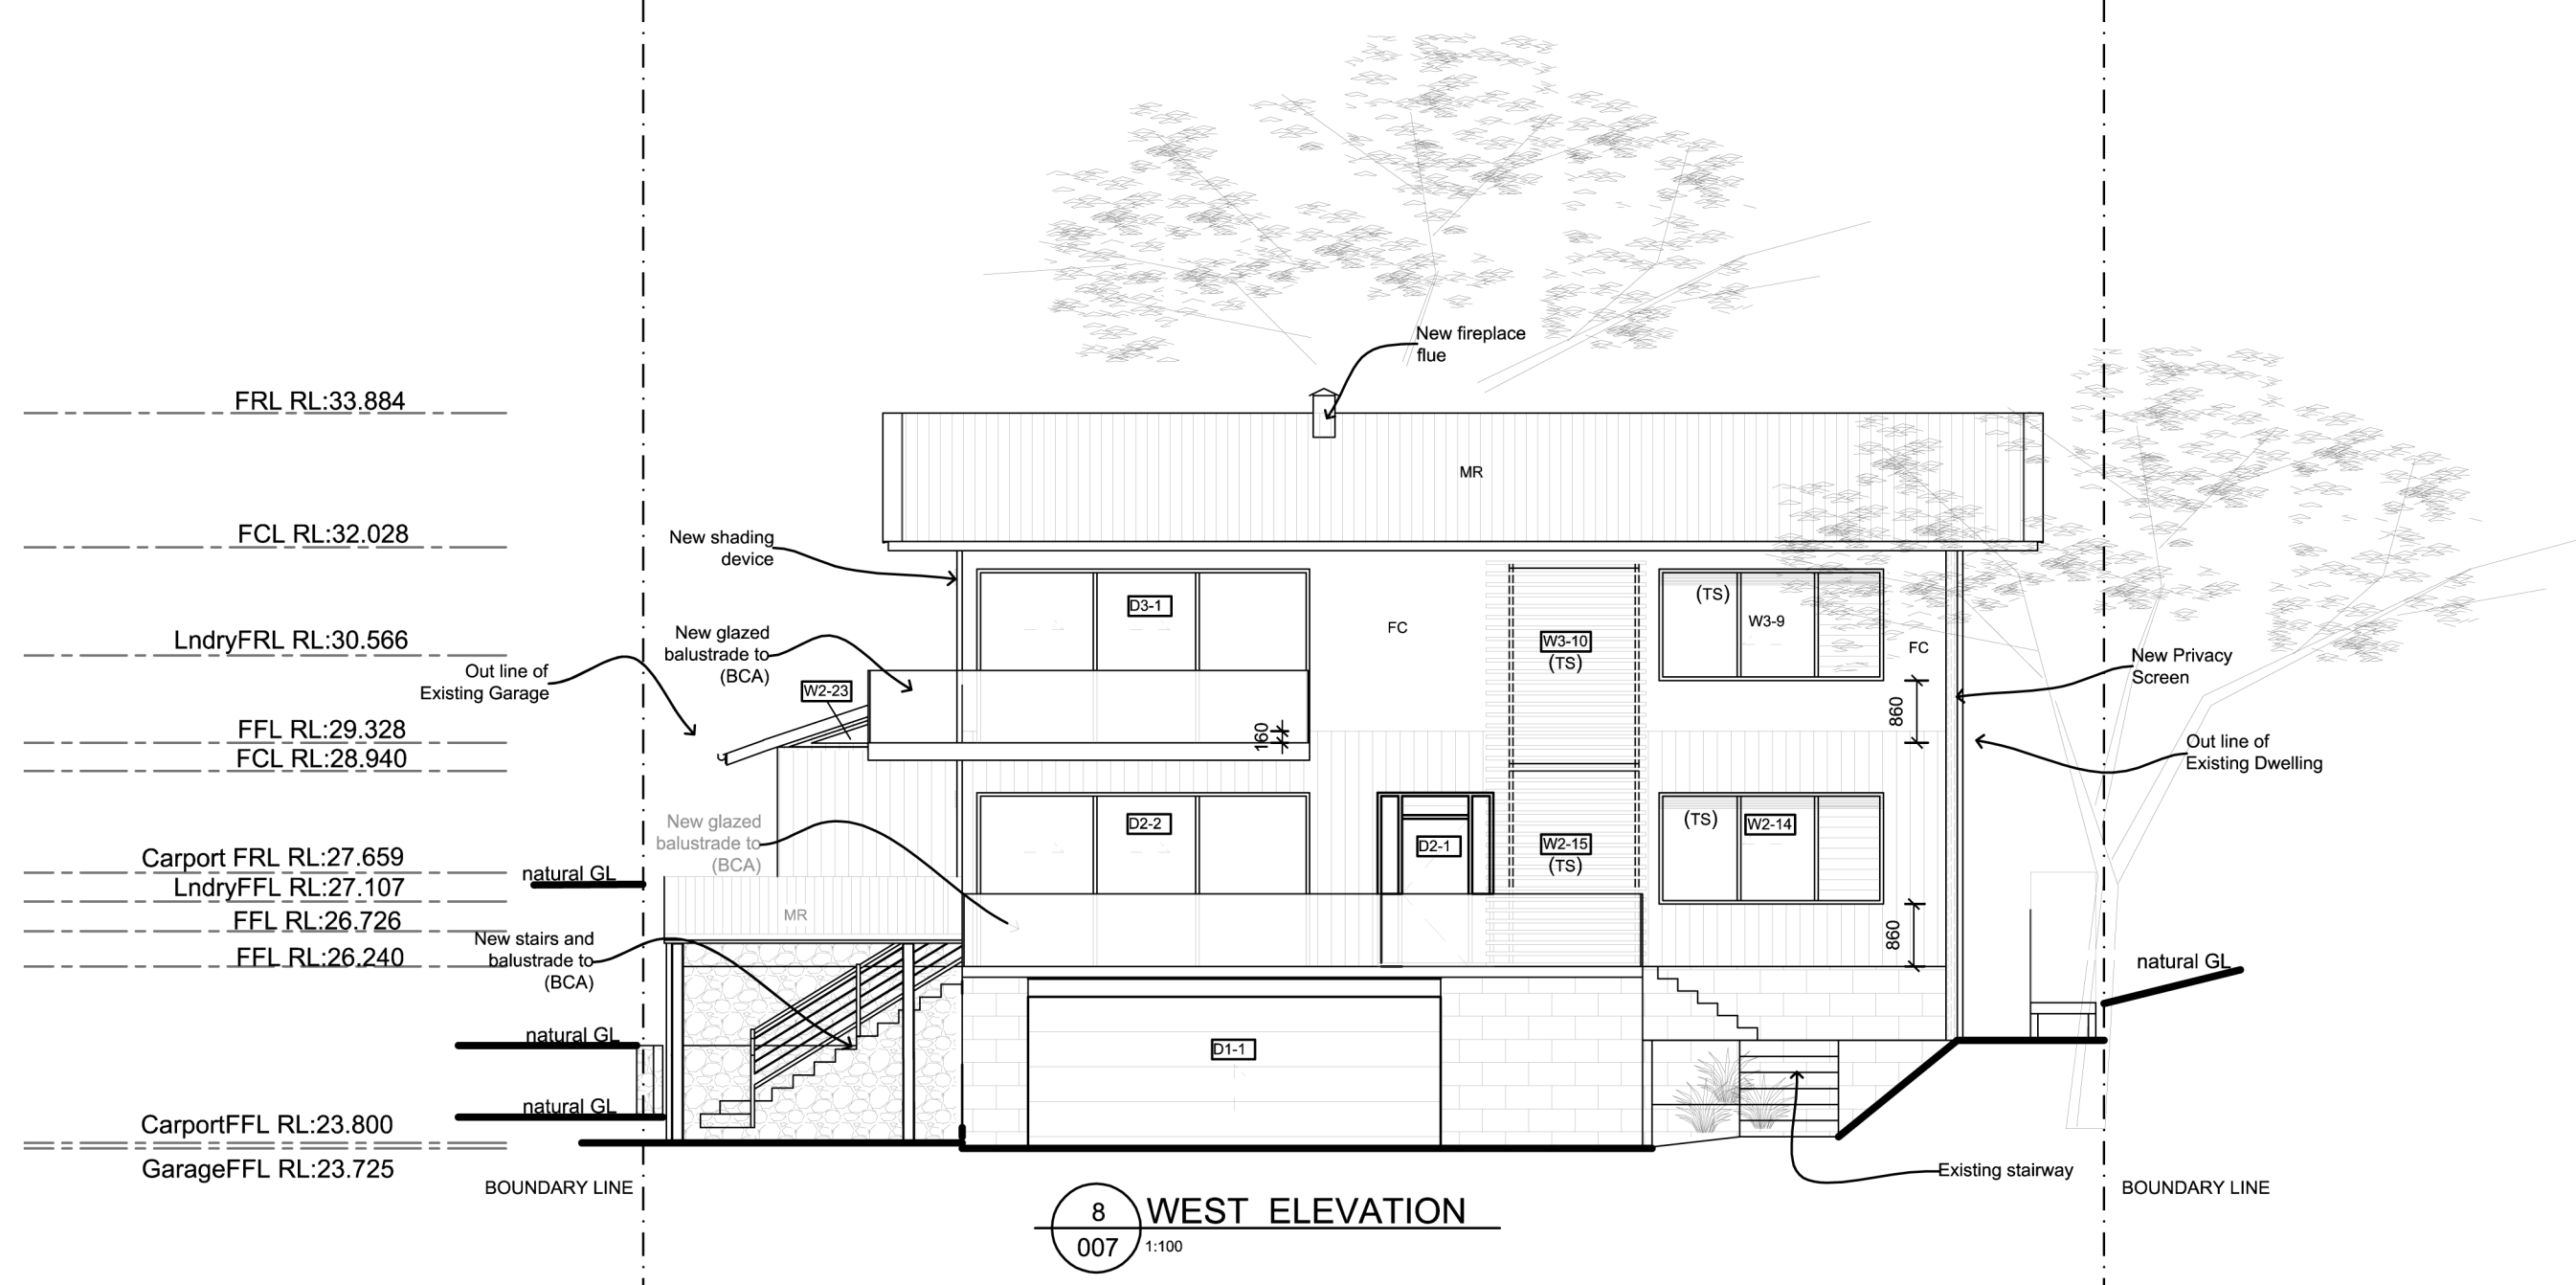 New fireplace
flue
FRL RL:33.884
MR
FCL RL:32.028
New shading
device
D3-1
(TS)
W3-9
FC
W3-10
(TS)
FC
LndryFRL RL:30.566
New glazed
balustrade to
(BCA)
Out line of
Existing Garage
W2-23
New Privacy
Screen
860
160
FFL RL:29.328
FCL RL:28.940
Out line of
Existing Dwelling
New glazed
balustrade to
(BCA)
D2-2
D2-1
W2-15
(TS)
(TS)
W2-14
Carport FRL RL:27.659
natural GL
LndryFFL RL:27.107
MR
FFL RL:26.726
860
New stairs and
balustrade to
(BCA)
FFL RL:26.240
natural GL
natural GL
D1-1
natural GL
CarportFFL RL:23.800
GarageFFL RL:23.725
Existing stairway
BOUNDARY LINE
BOUNDARY LINE
8
WEST ELEVATION
007
1:100